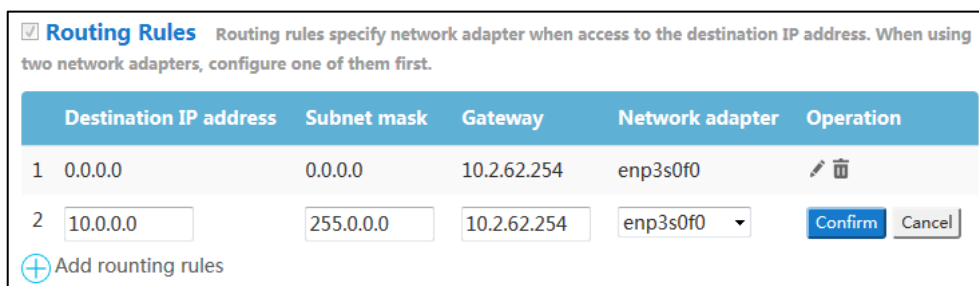 Routing Rules Routing rules specify network adapter when access to the destination IP address. When using
two network adapters, configure one of them first.
Destination IP address Subnet mask Gateway Network adapter Operation
1 0.0.0.0 0.0.0.0 10.2.62.254 enp3s0f0
2 10.0.0.0 255.0.0.0 10.2.62.254 enp3s0f0 Confirm Cancel
Add rounting rules